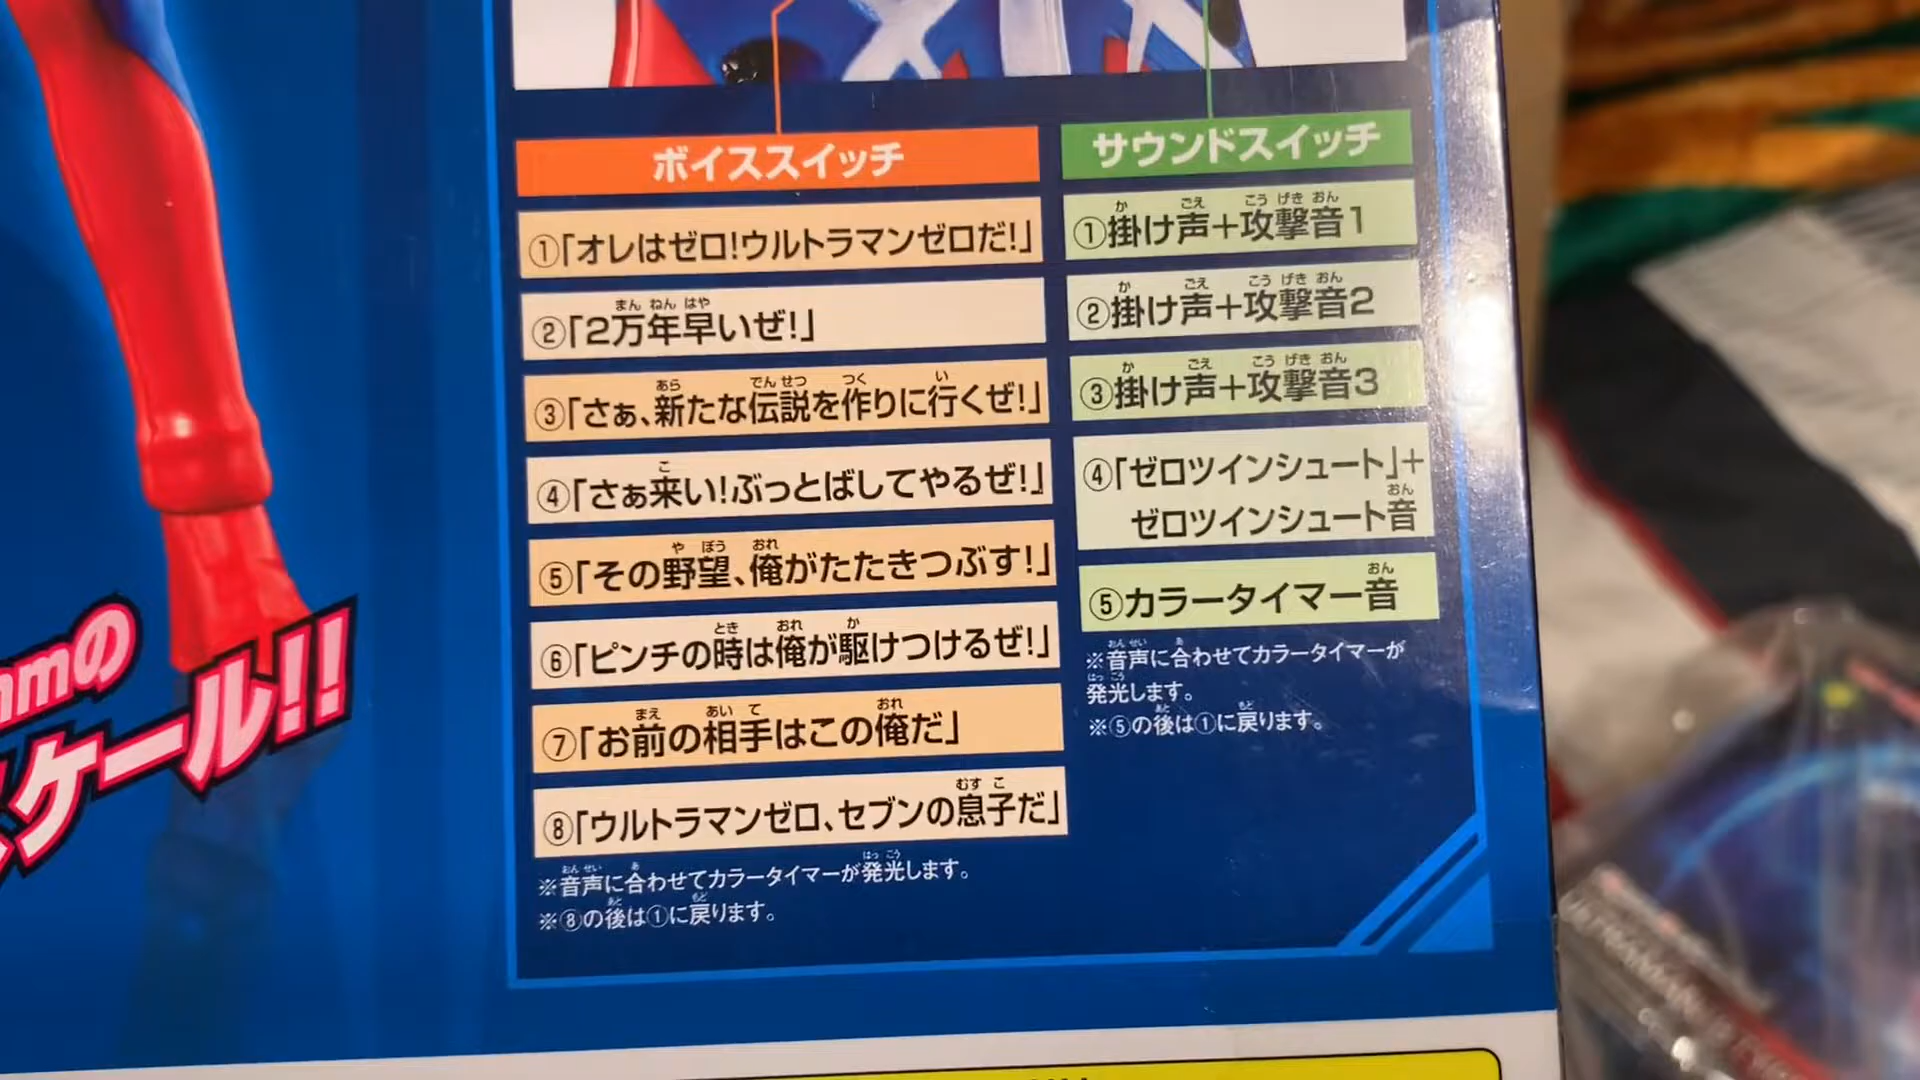 ボイススイッチ
①「オレはゼロ!ウルトラマンゼロだ!」
②「2万年早いぜ!」
③「さぁ、新たな伝説を作りに行くぜ!」
④「さぁ来い!ぶっとばしてやるぜ!」
⑤「その野望、俺がたたきつぶす!」
⑥「ピンチの時は俺が駆けつけるぜ!」
⑦「お前の相手はこの俺だ」
⑧「ウルトラマンゼロ、セブンの息子だ」
※音声に合わせてカラータイマーが発光します。
※⑧の後は①に戻ります。
サウンドスイッチ
①掛け声+攻撃音1
②掛け声+攻撃音2
③掛け声+攻撃音3
④「ゼロツインシュート」+
ゼロツインシュート音
⑤カラータイマー音
※音声に合わせてカラータイマーが
発光します。
※⑤の後は①に戻ります。
mmの
スケール!!